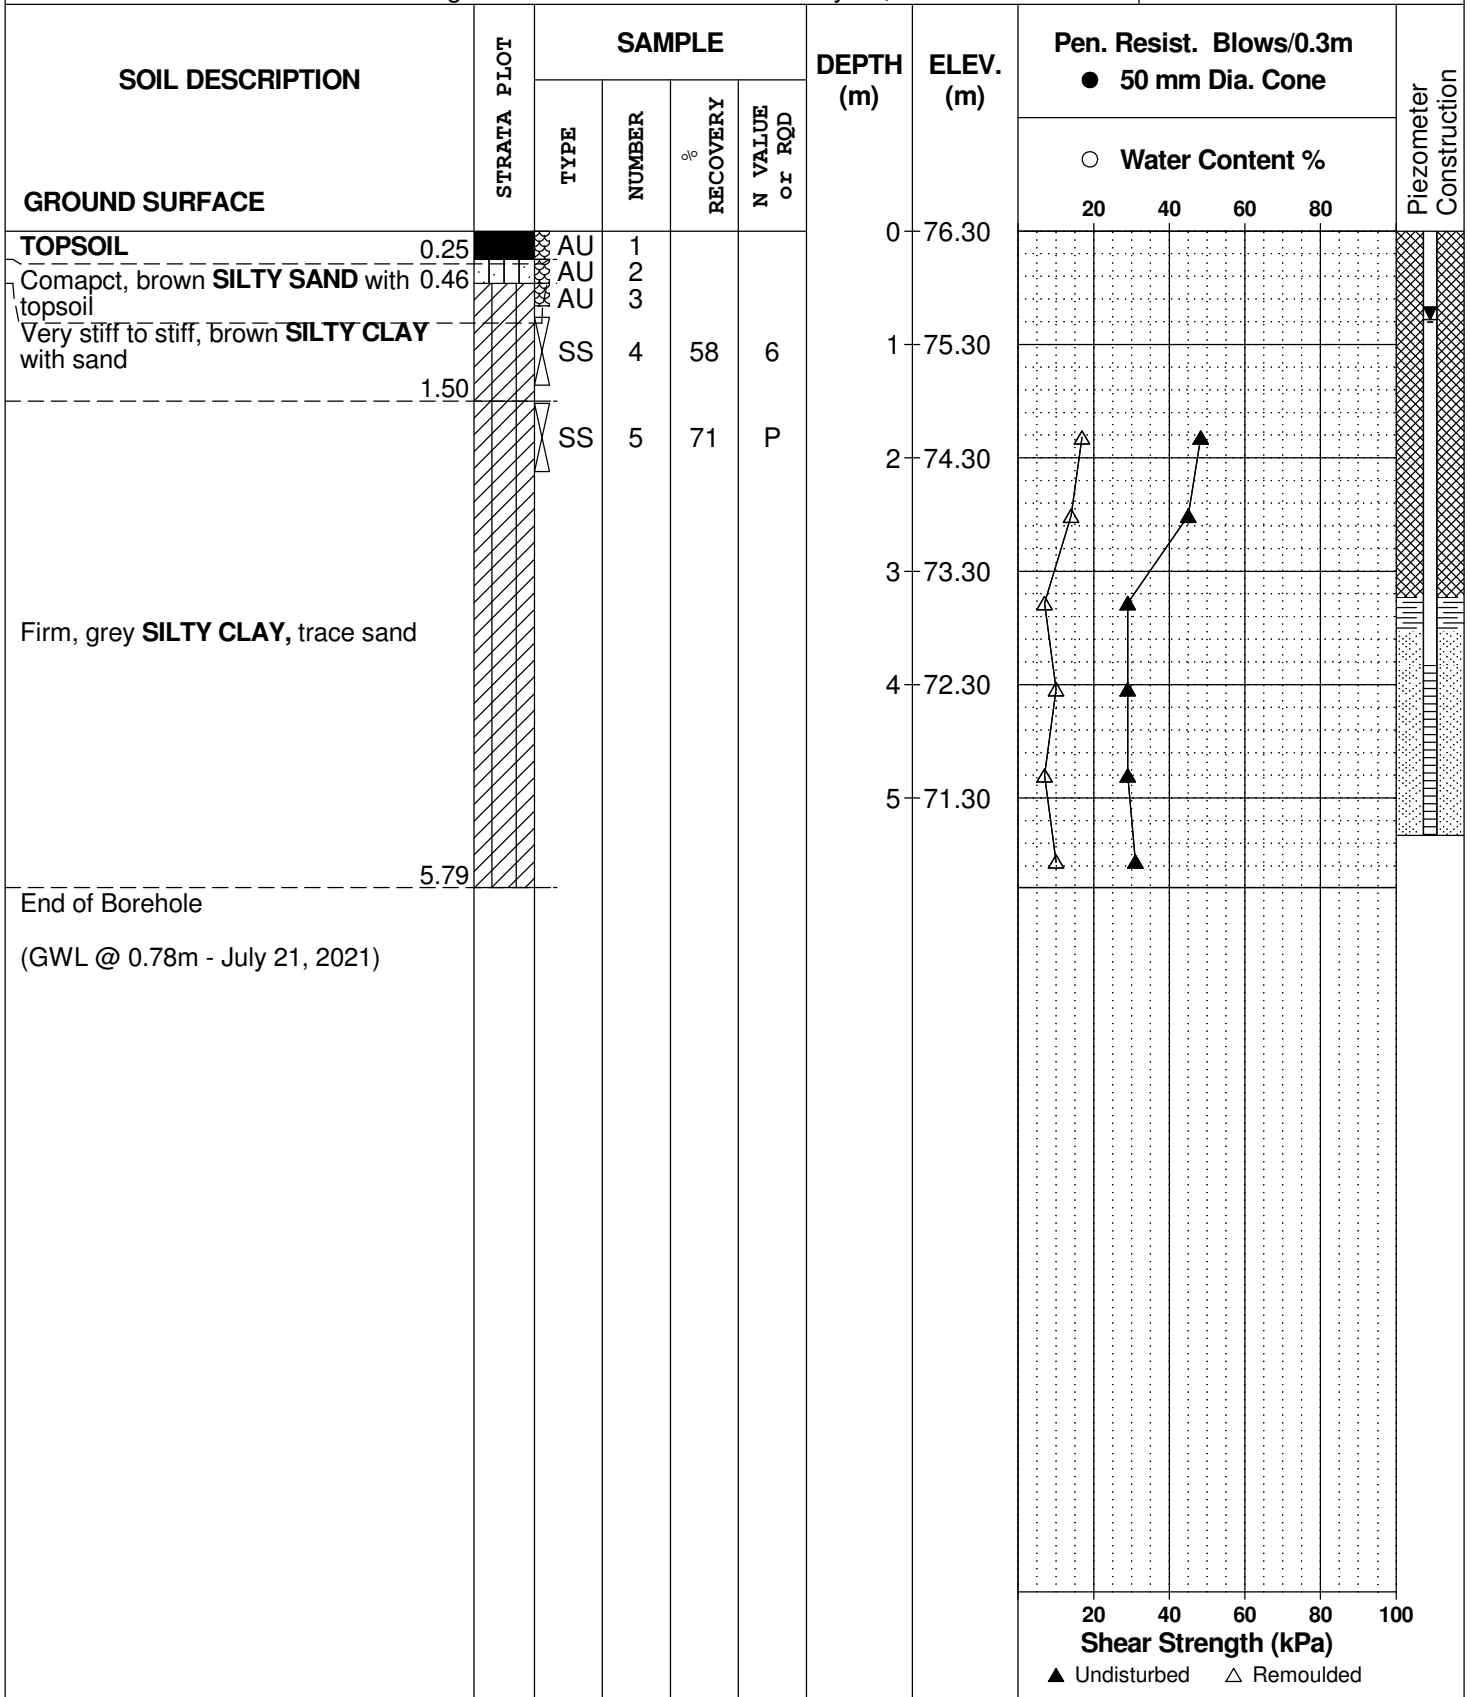 SOIL DESCRIPTION
GROUND SURFACE
STRATA PLOT
SAMPLE
TYPE
NUMBER
%
RECOVERY
N VALUE
or RQD
DEPTH
(m)
ELEV.
(m)
Pen. Resist. Blows/0.3m
● 50 mm Dia. Cone
○ Water Content %
20 40 60 80
Piezometer
Construction
0 76.30
TOPSOIL 0.25 AU 1
Comapct, brown SILTY SAND with 0.46 AU 2
topsoil AU 3
Very stiff to stiff, brown SILTY CLAY
with sand SS 4 58 6
1 75.30
1.50
SS 5 71 P
2 74.30
3 73.30
Firm, grey SILTY CLAY, trace sand
4 72.30
5 71.30
5.79
End of Borehole
(GWL @ 0.78m - July 21, 2021)
20 40 60 80 100
Shear Strength (kPa)
▲ Undisturbed △ Remoulded